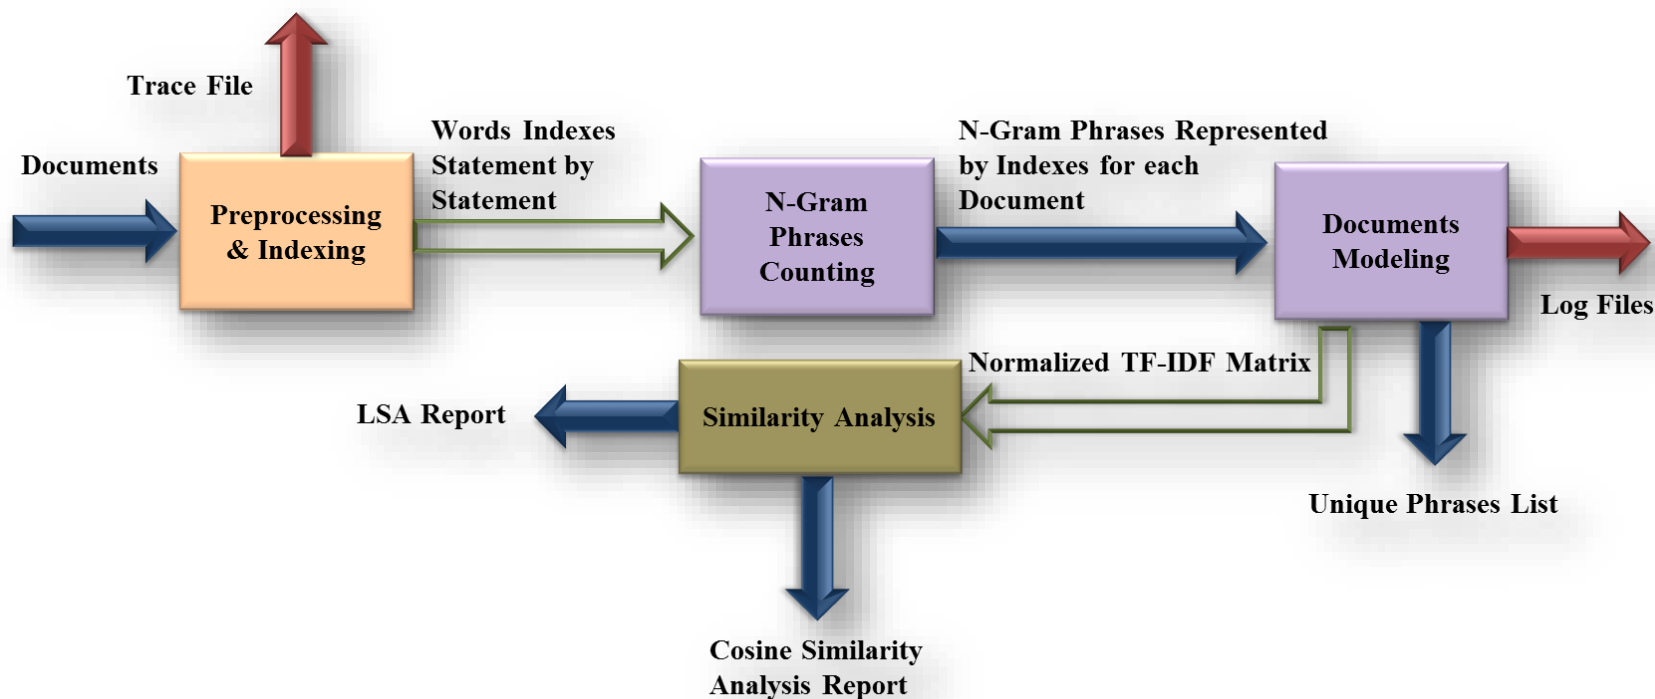 Trace File
Documents
Preprocessing
& Indexing
Words Indexes
Statement by
Statement
N-Gram
Phrases
Counting
N-Gram Phrases Represented
by Indexes for each
Document
Documents
Modeling
Log Files
Normalized TF-IDF Matrix
Unique Phrases List
Similarity Analysis
LSA Report
Cosine Similarity
Analysis Report